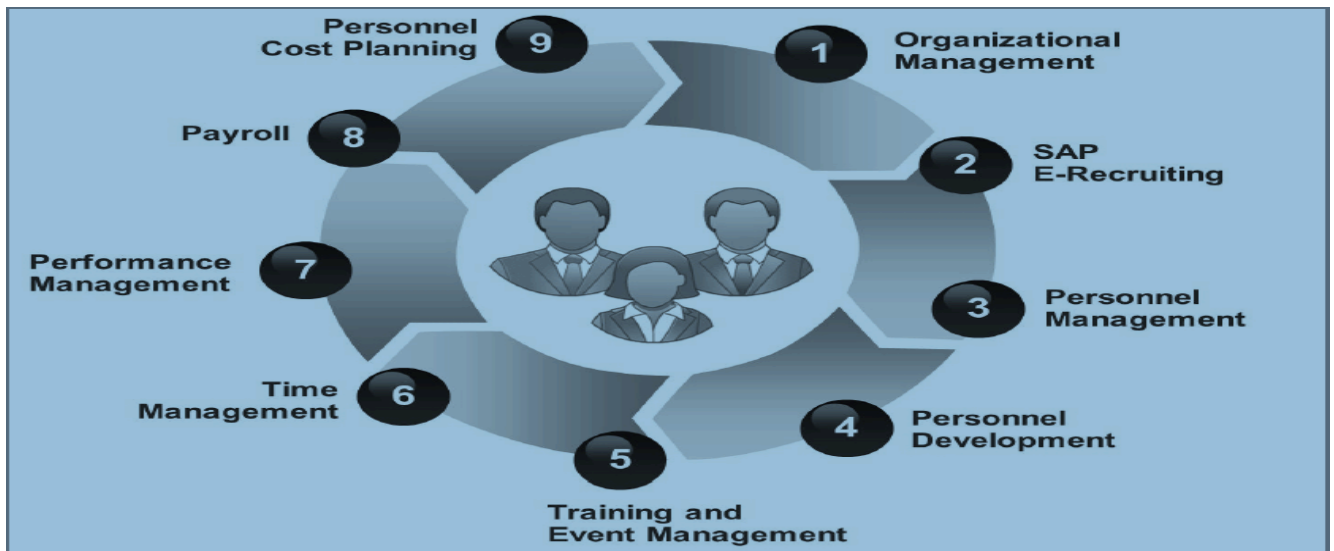 1
Organizational
Management
2
SAP
E-Recruiting
3
Personnel
Management
4
Personnel
Development
5
Training and
Event Management
6
Time
Management
7
Performance
Management
8
Payroll
9
Personnel
Cost Planning